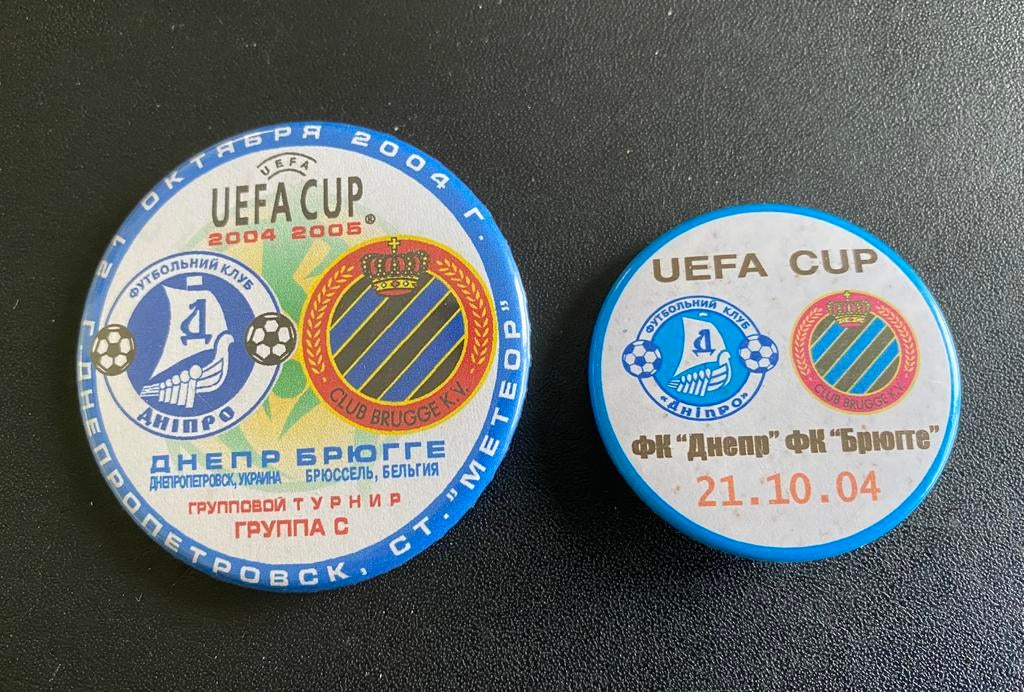 21 ОКТЯБРЯ 2004 Г. Г. ДНЕПРОПЕТРОВСК, СТ. "МЕТЕОР"
UEFA
UEFA CUP®
2004 2005
ФУТБОЛЬНИЙ КЛУБ
Д
ДНІПРО
CLUB BRUGGE K.V.
ДНЕПР БРЮГГЕ
ДНЕПРОПЕТРОВСК, УКРАИНА БРЮССЕЛЬ, БЕЛЬГИЯ
ГРУППОВОЙ ТУРНИР
ГРУППА С
UEFA CUP
ФУТБОЛЬНИЙ КЛУБ
Д
«ДНІПРО»
CLUB BRUGGE K.V.
ФК "Днепр" ФК "Брюгге"
21.10.04